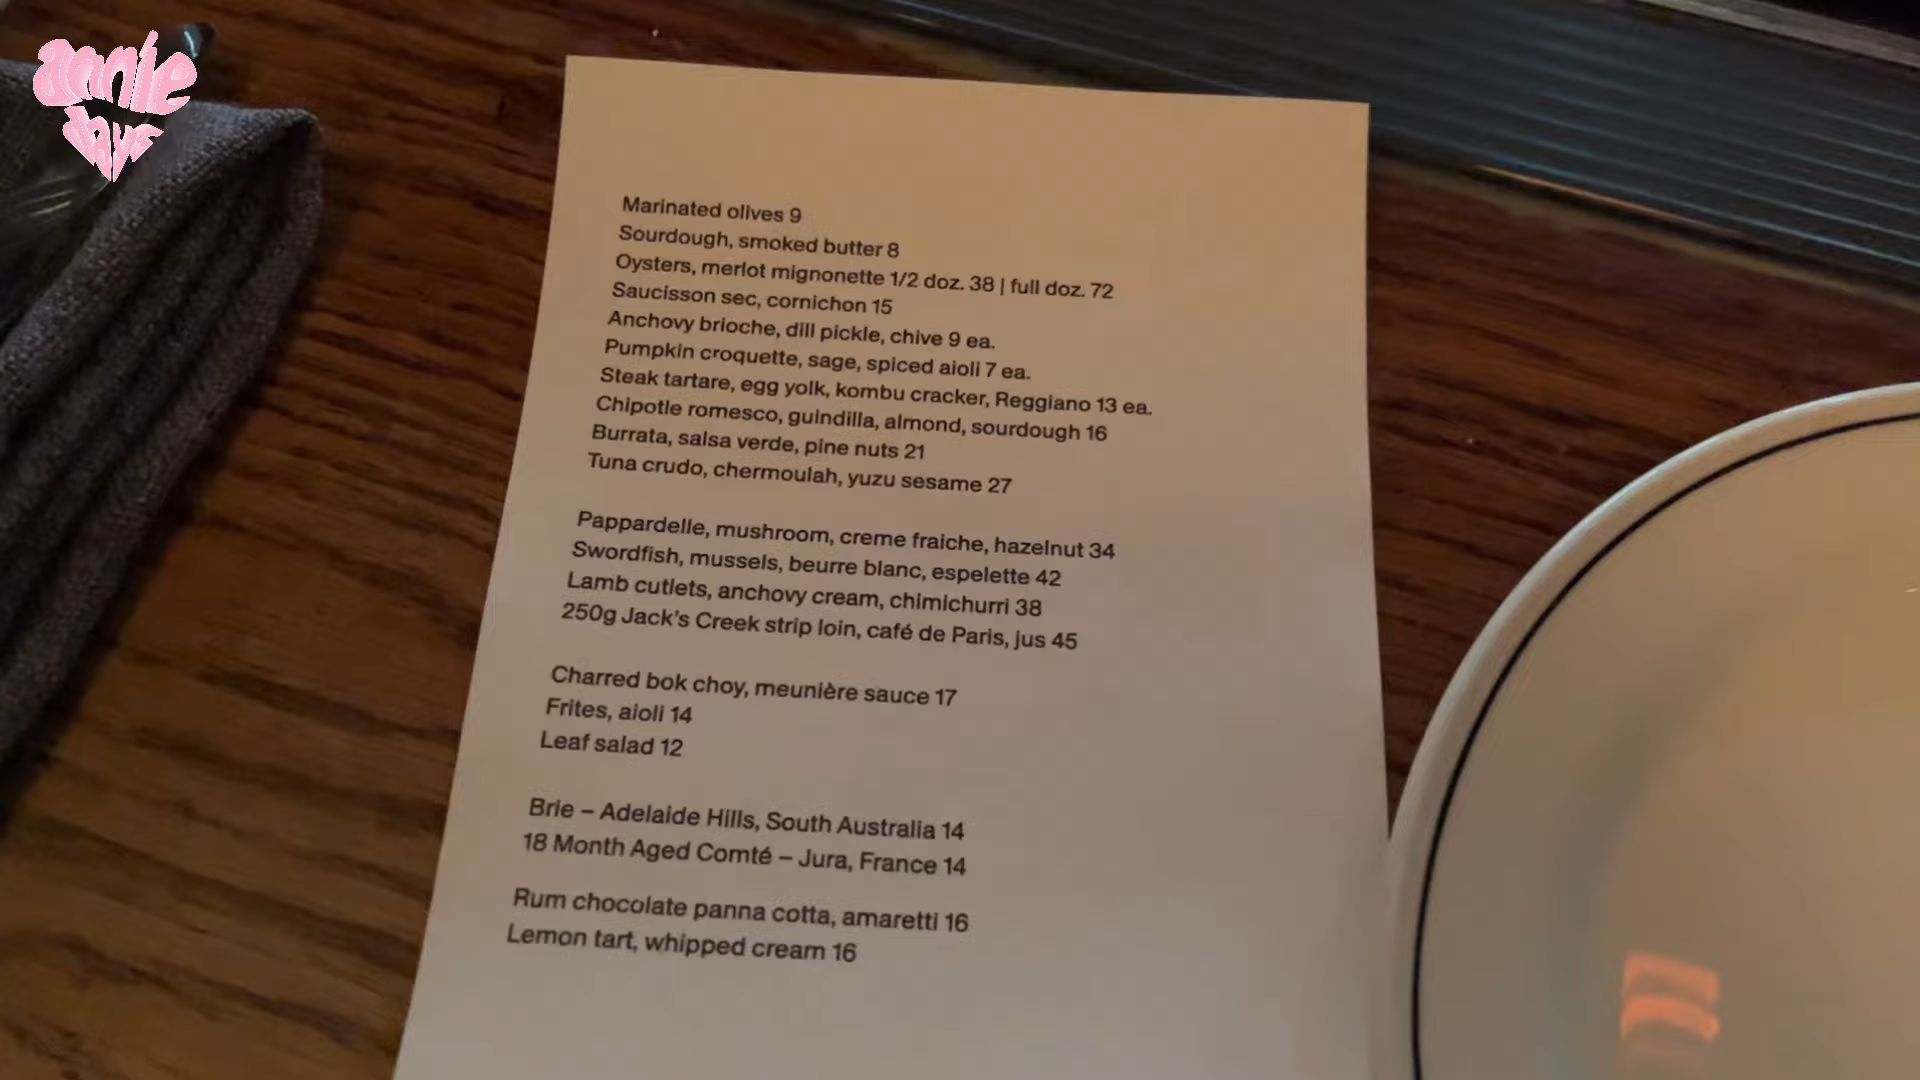 annie
love
Marinated olives 9
Sourdough, smoked butter 8
Oysters, merlot mignonette 1/2 doz. 38 | full doz. 72
Saucisson sec, cornichon 15
Anchovy brioche, dill pickle, chive 9 ea.
Pumpkin croquette, sage, spiced aioli 7 ea.
Steak tartare, egg yolk, kombu cracker, Reggiano 13 ea.
Chipotle romesco, guindilla, almond, sourdough 16
Burrata, salsa verde, pine nuts 21
Tuna crudo, chermoulah, yuzu sesame 27
Pappardelle, mushroom, creme fraiche, hazelnut 34
Swordfish, mussels, beurre blanc, espelette 42
Lamb cutlets, anchovy cream, chimichurri 38
250g Jack's Creek strip loin, café de Paris, jus 45
Charred bok choy, meunière sauce 17
Frites, aioli 14
Leaf salad 12
Brie – Adelaide Hills, South Australia 14
18 Month Aged Comté – Jura, France 14
Rum chocolate panna cotta, amaretti 16
Lemon tart, whipped cream 16